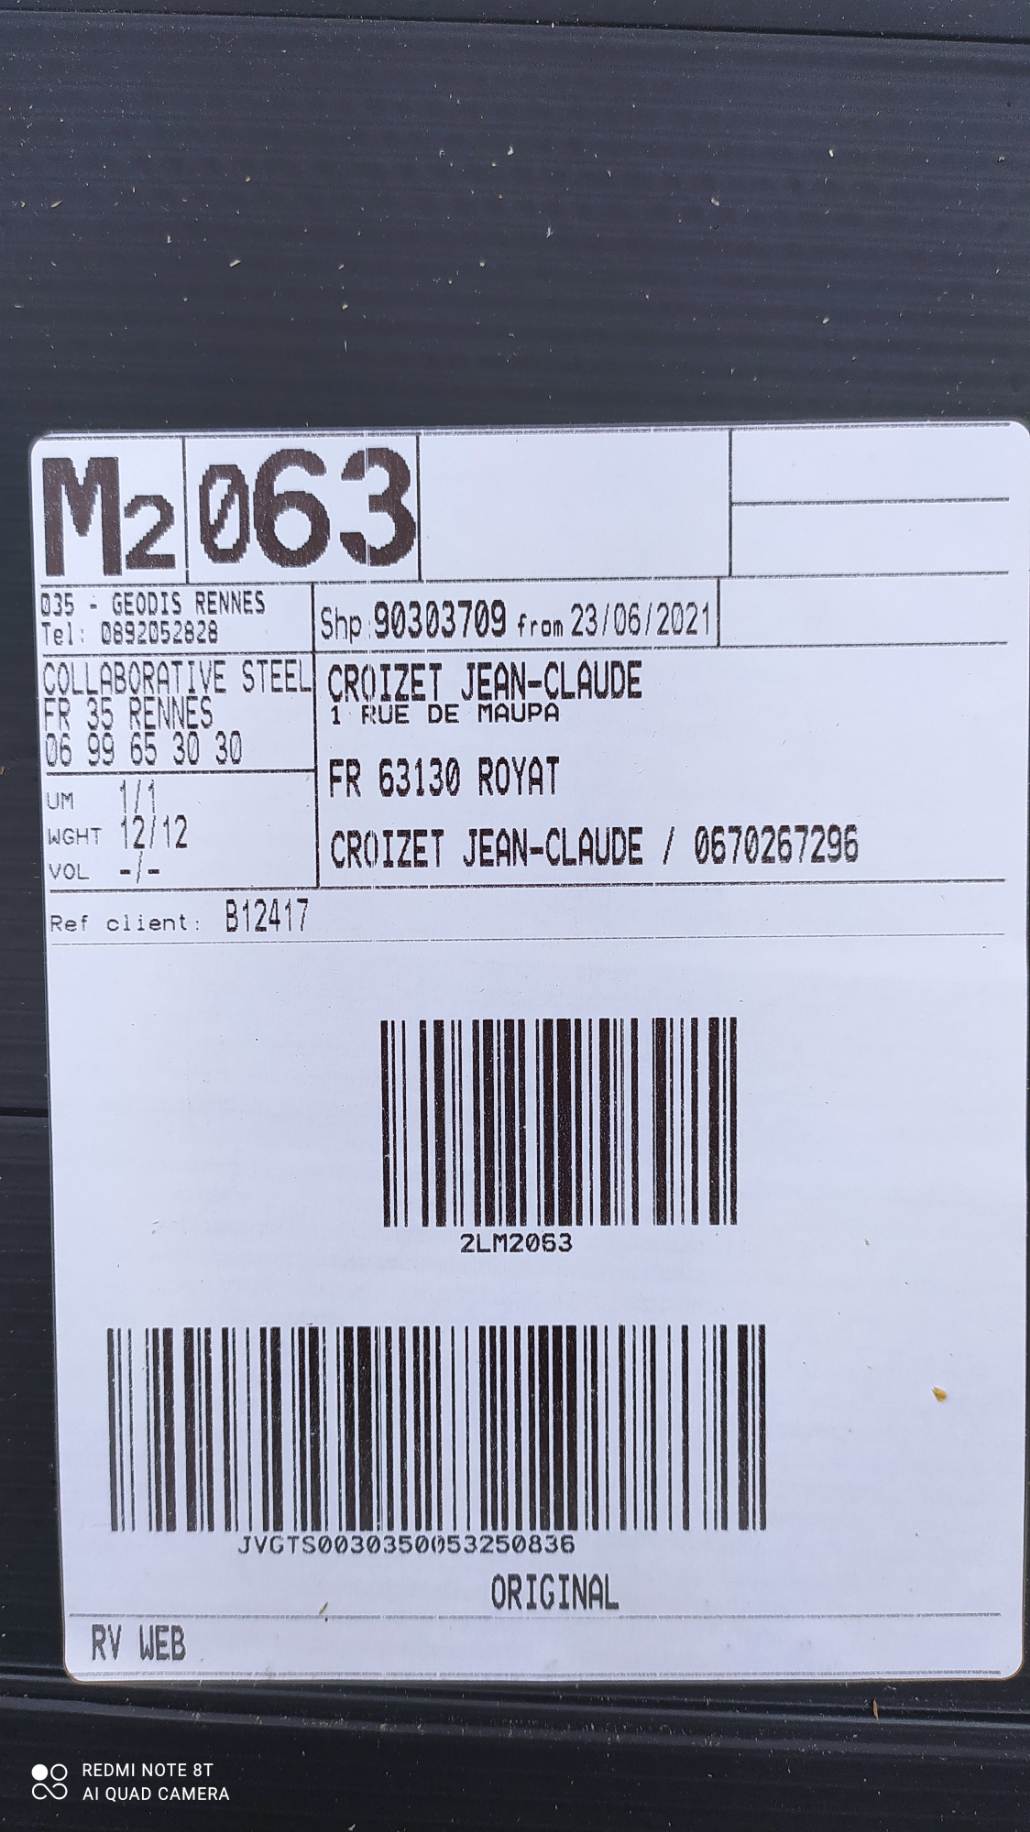 M2 063
035 - GEODIS RENNES
Tel: 0892052828
Shp:90303709 from 23/06/2021
COLLABORATIVE STEEL
FR 35 RENNES
06 99 65 30 30
UM 1/1
WGHT 12/12
VOL -/-
CROIZET JEAN-CLAUDE
1 RUE DE MAUPA
FR 63130 ROYAT
CROIZET JEAN-CLAUDE / 0670267296
Ref client: B12417
2LM2063
JVGTS0030350053250836
ORIGINAL
RV WEB
REDMI NOTE 8T
AI QUAD CAMERA